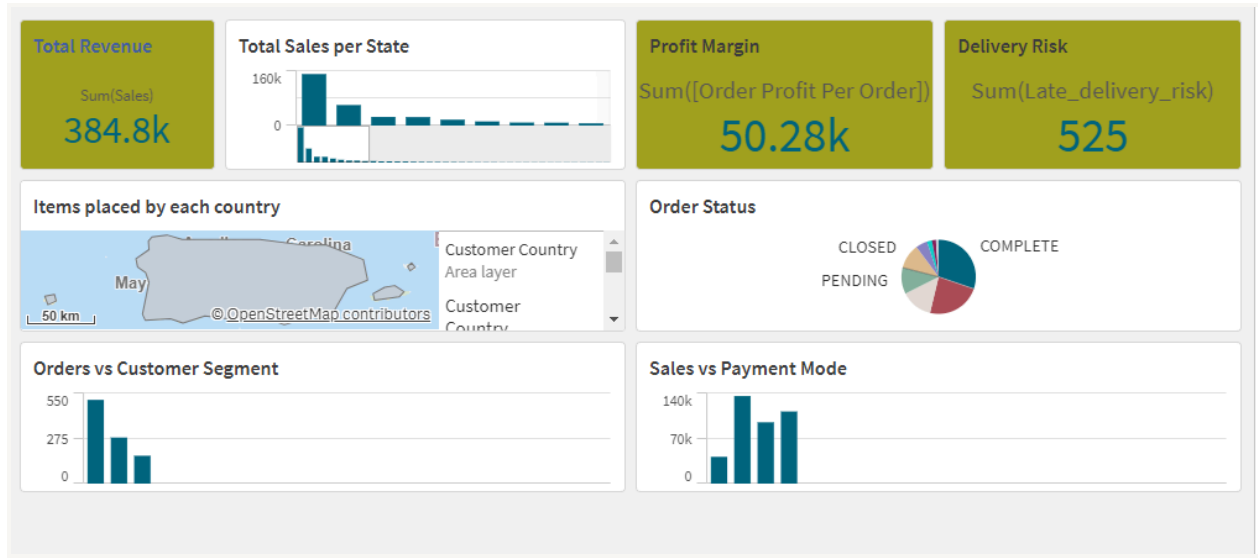 Total Revenue
Sum(Sales)
384.8k
Total Sales per State
160k
0
Profit Margin
Sum([Order Profit Per Order])
50.28k
Delivery Risk
Sum(Late_delivery_risk)
525
Items placed by each country
Carolina
May
50 km
© OpenStreetMap contributors
Customer Country
Area layer
Customer
Country
Order Status
CLOSED
COMPLETE
PENDING
Orders vs Customer Segment
550
275
0
Sales vs Payment Mode
140k
70k
0